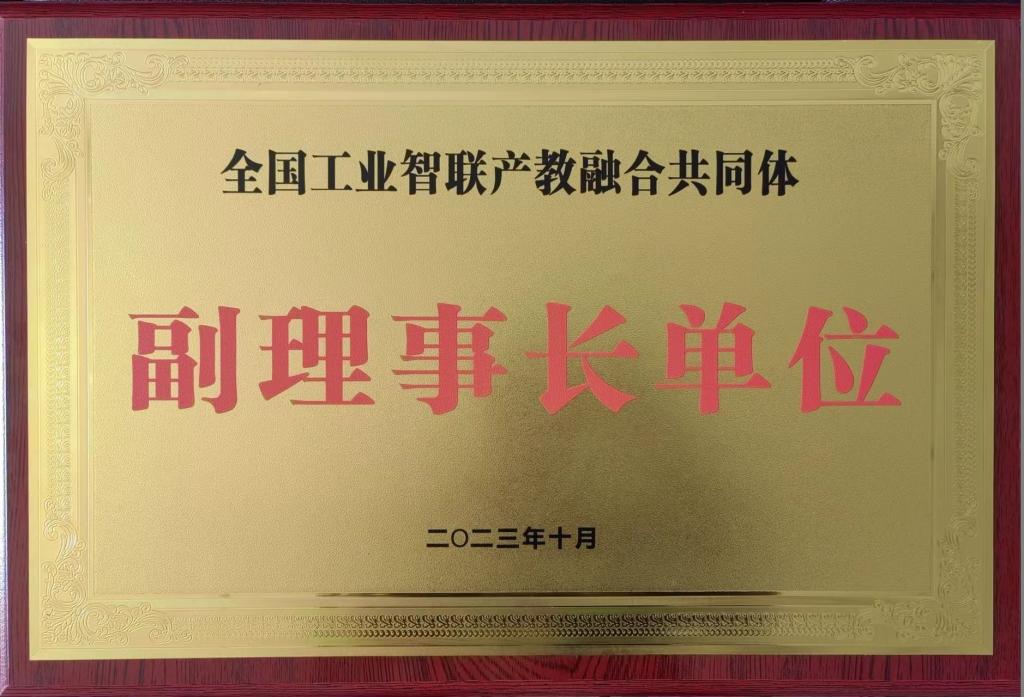 全国工业智联产教融合共同体
副理事长单位
二〇二三年十月